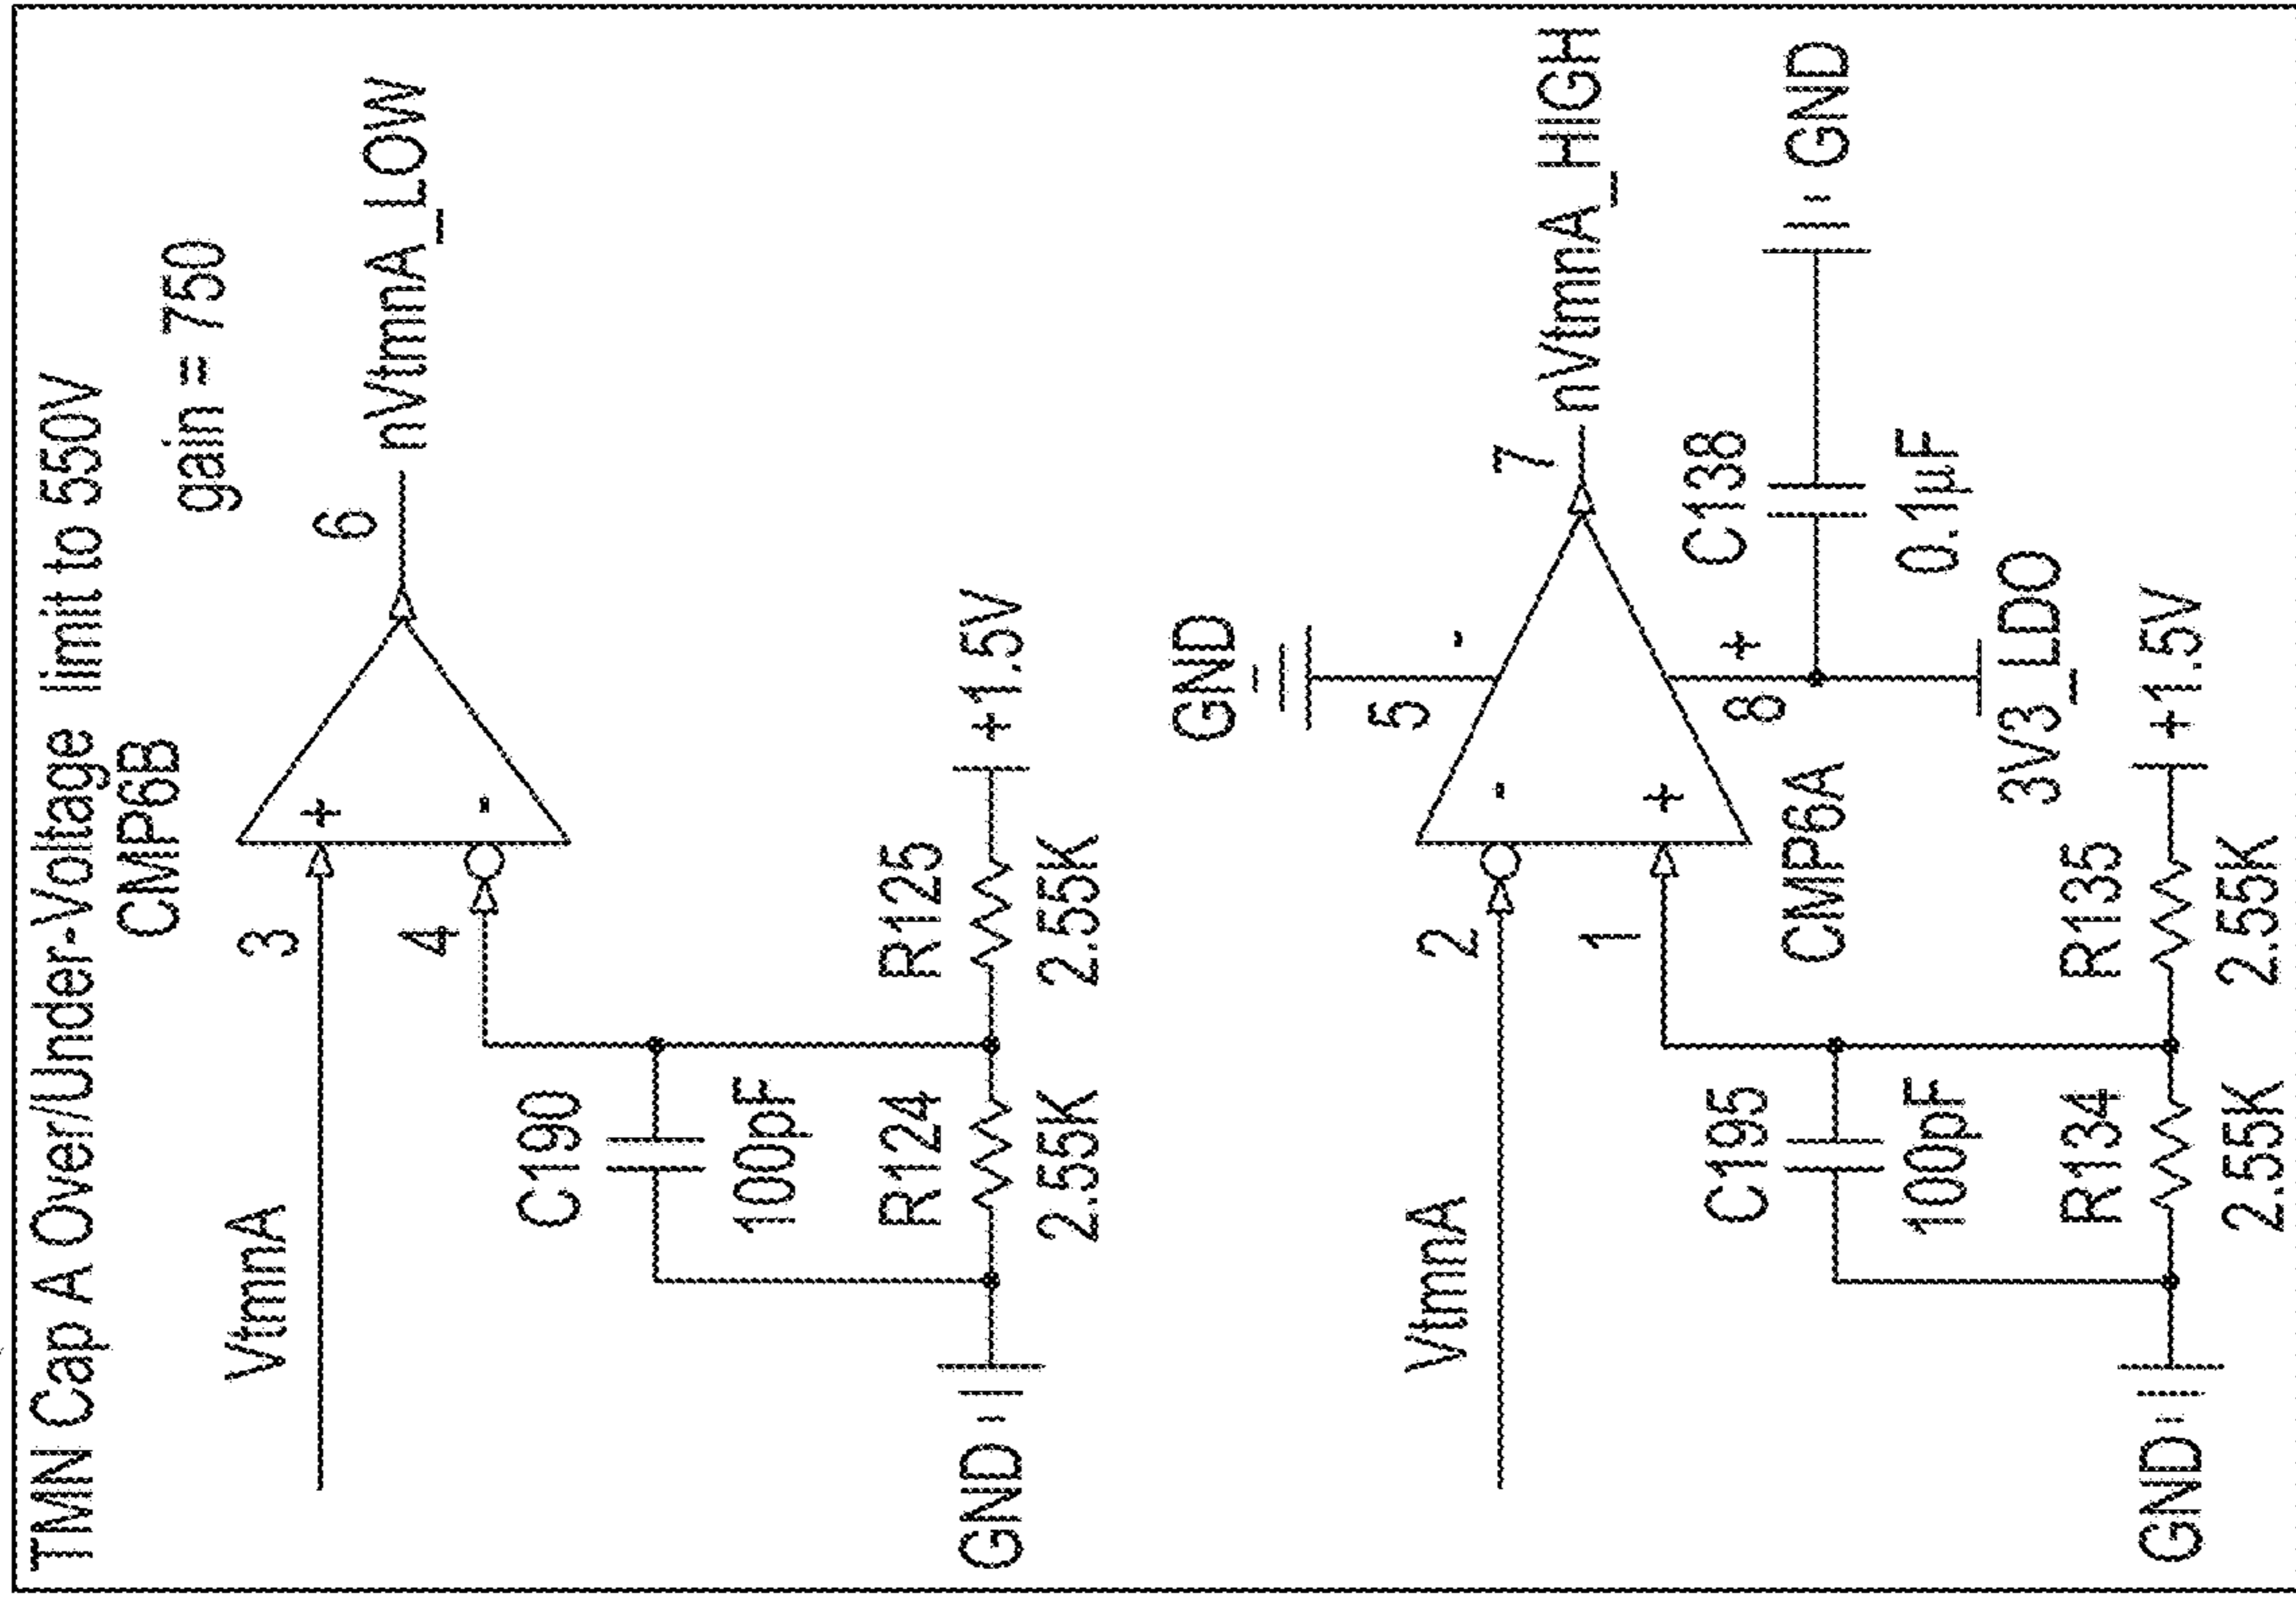 TMN Cap A Over/Under-Voltage limit to 550V
CMP6B
gain = 750
VtmnA
3
+
6
nVtmnA_LOW
4
-
C190
100pF
R124
2.55K
R125
2.55K
GND
+1.5V
GND
5
-
VtmnA
2
-
7
nVtmnA_HIGH
1
+
CMP6A
8
+
C138
0.1µF
GND
3V3_LDO
C195
100pF
R134
2.55K
R135
2.55K
GND
+1.5V